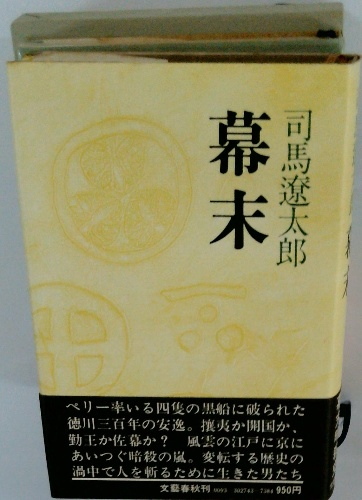 司馬遼太郎
幕末
ペリー率いる四隻の黒船に破られた
徳川三百年の安逸。攘夷か開国か、
勤王か佐幕か？　風雲の江戸に京に
あいつぐ暗殺の嵐。変転する歴史の
渦中で人を斬るために生きた男たち
文藝春秋刊 0093 302743 7384 950円